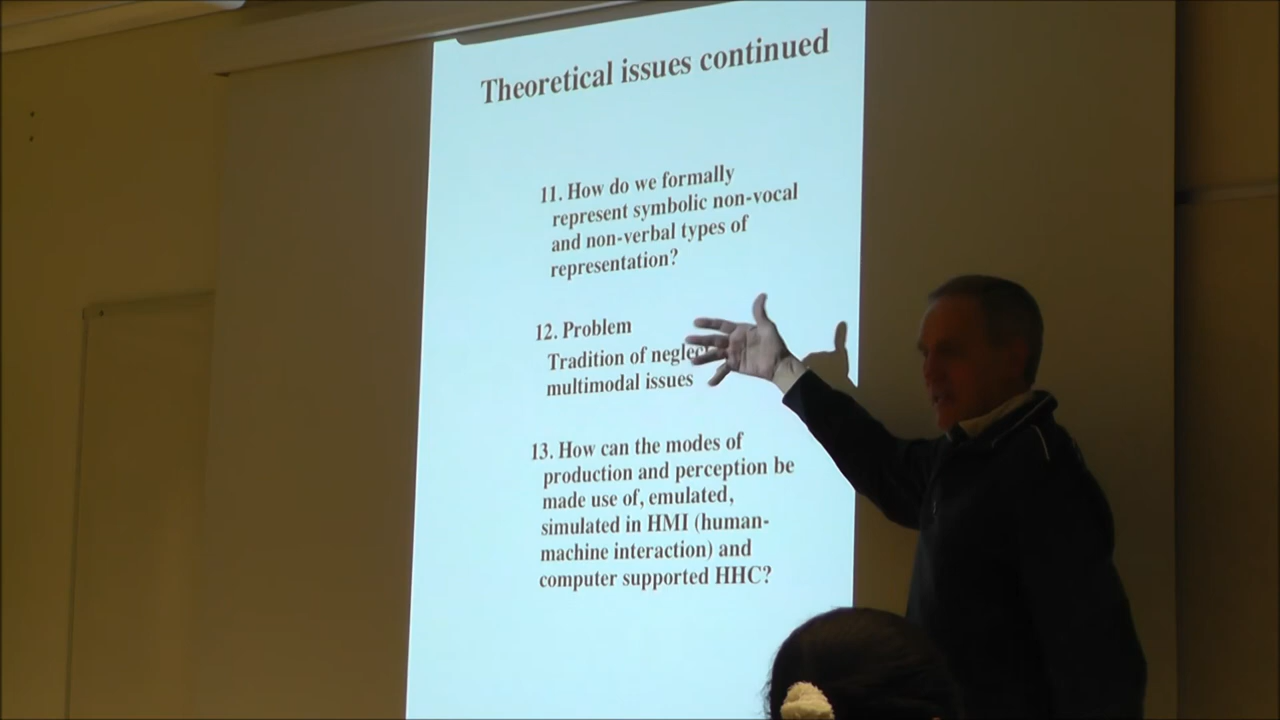 Theoretical issues continued
11. How do we formally
represent symbolic non-vocal
and non-verbal types of
representation?
12. Problem
Tradition of neglect
multimodal issues
13. How can the modes of
production and perception be
made use of, emulated,
simulated in HMI (human-
machine interaction) and
computer supported HHC?